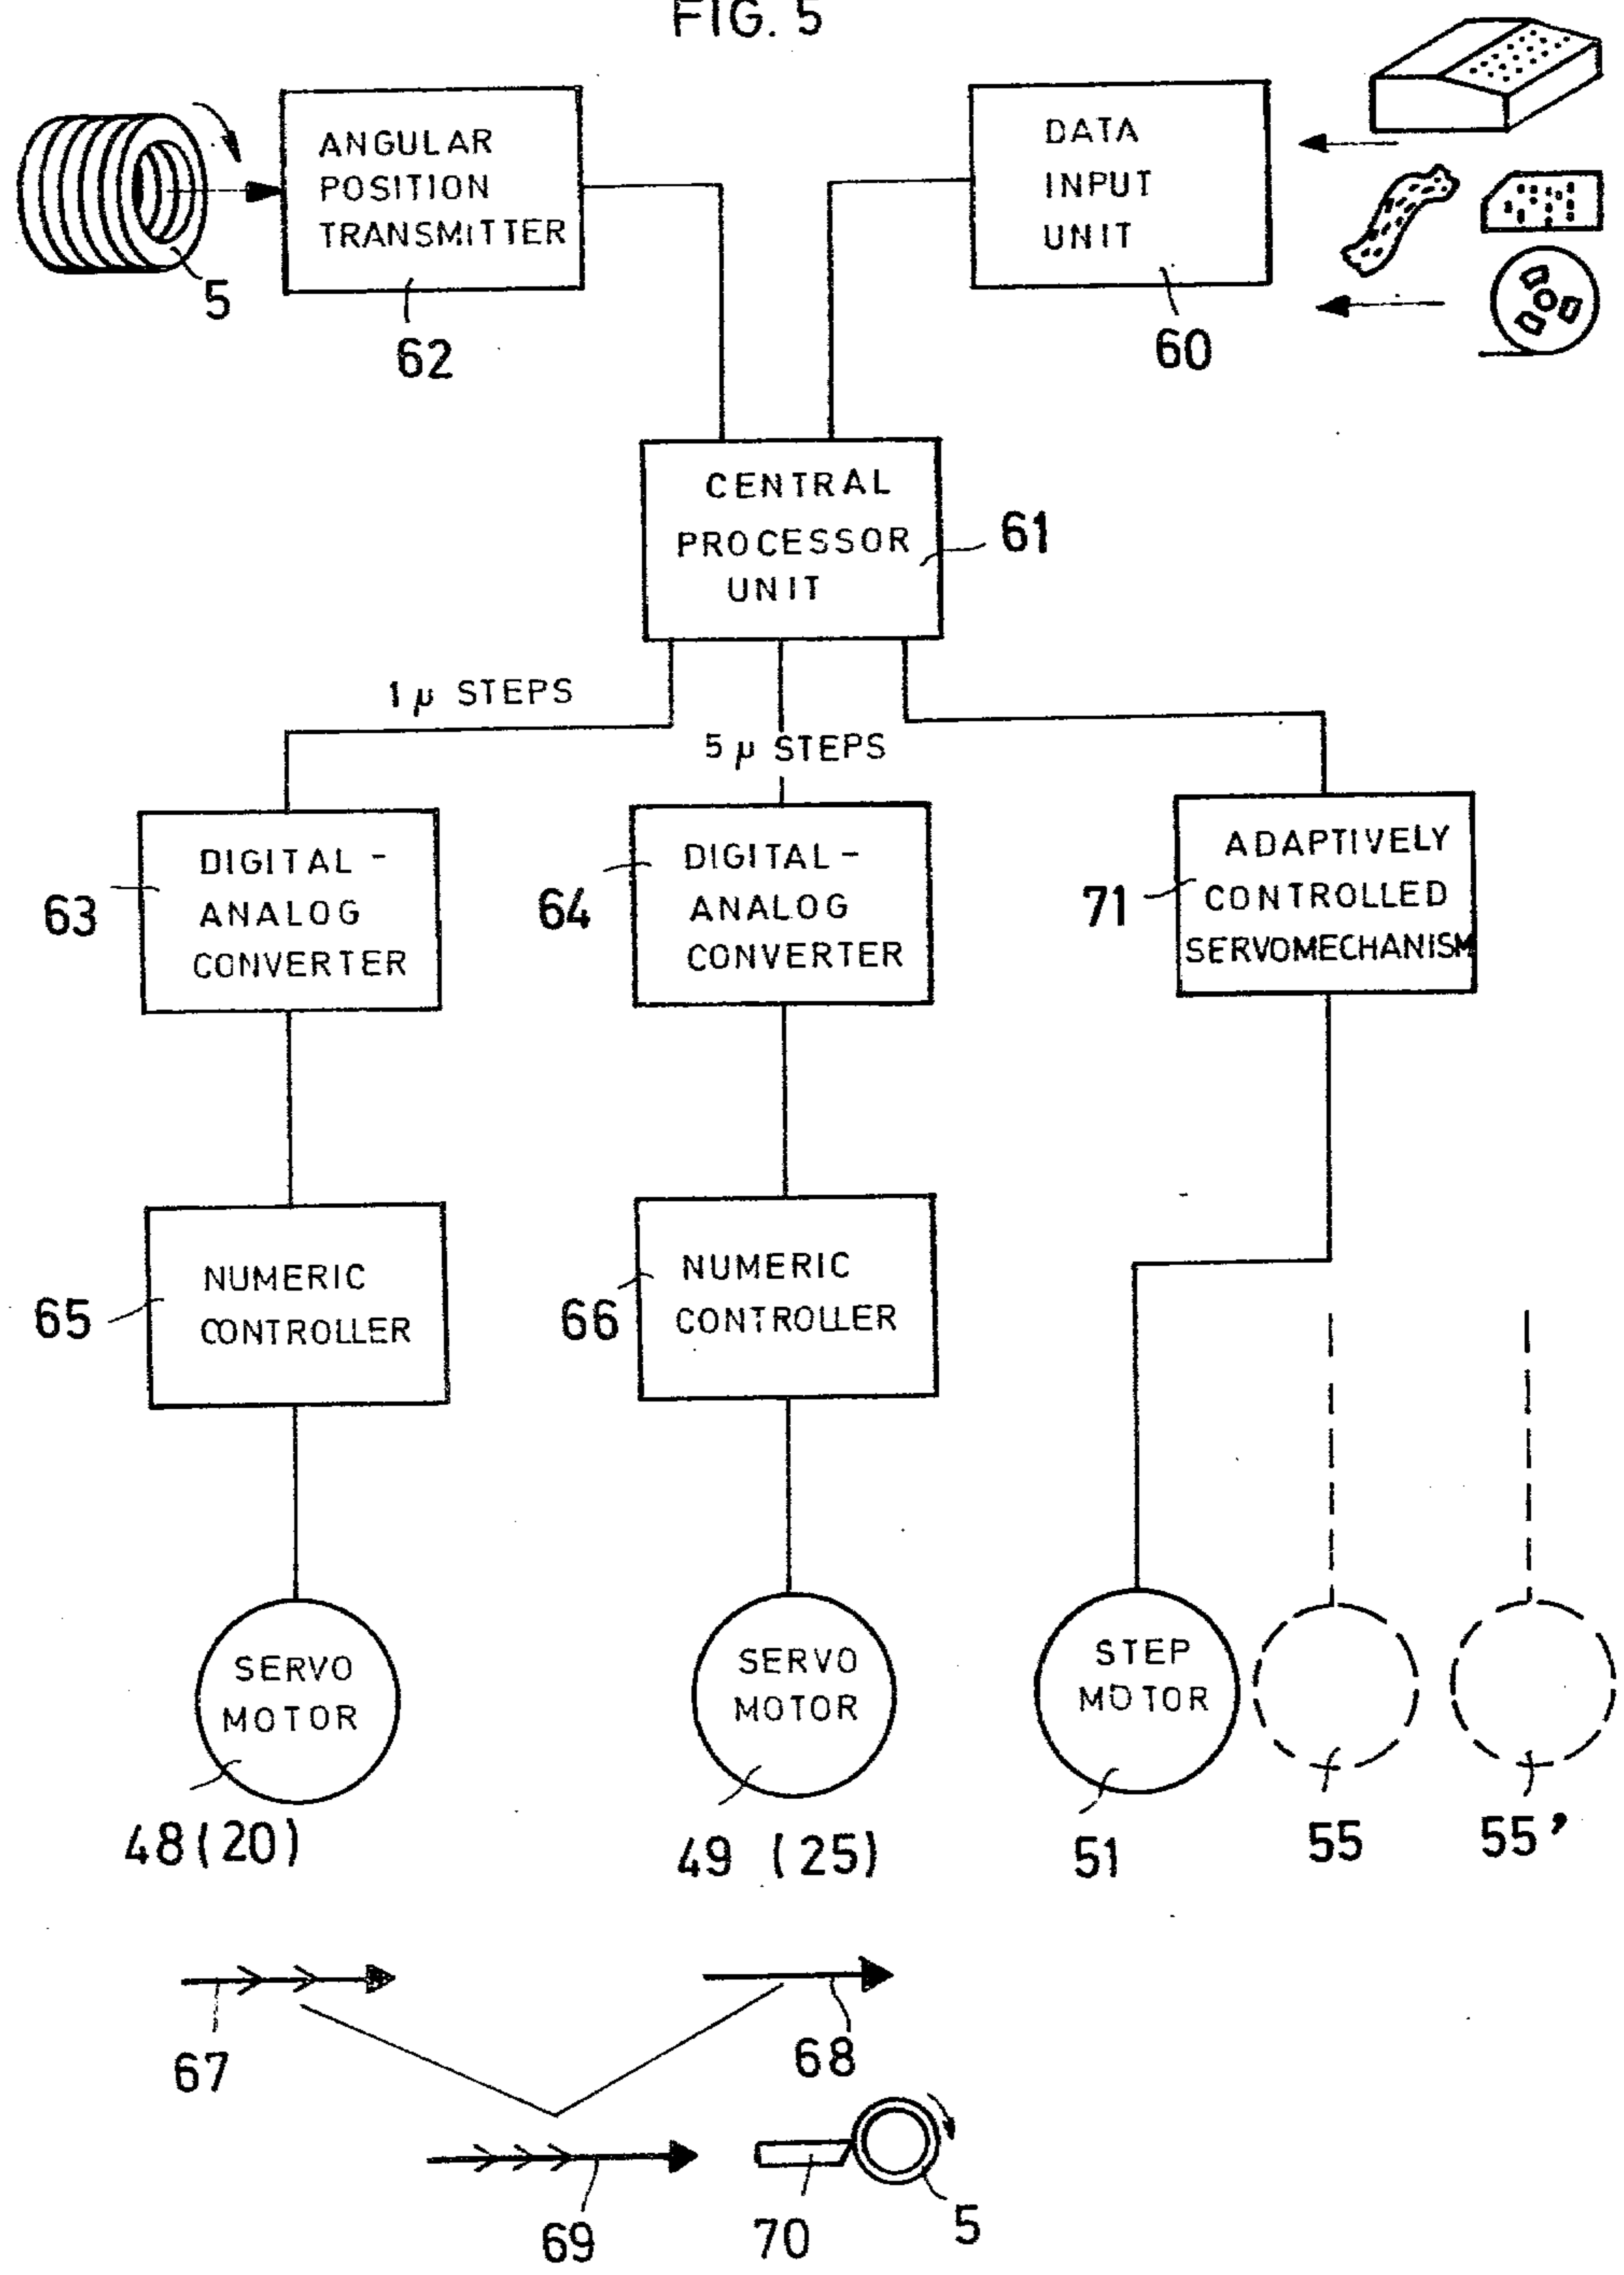 FIG. 5
ANGULAR
POSITION
TRANSMITTER
5
62
DATA
INPUT
UNIT
60
CENTRAL
PROCESSOR
UNIT
61
1 µ STEPS
5 µ STEPS
DIGITAL-
ANALOG
CONVERTER
63
DIGITAL-
ANALOG
CONVERTER
64
ADAPTIVELY
CONTROLLED
SERVOMECHANISM
71
NUMERIC
CONTROLLER
65
NUMERIC
CONTROLLER
66
SERVO
MOTOR
48 (20)
SERVO
MOTOR
49 (25)
STEP
MOTOR
51
55
55'
67
68
69
70
5